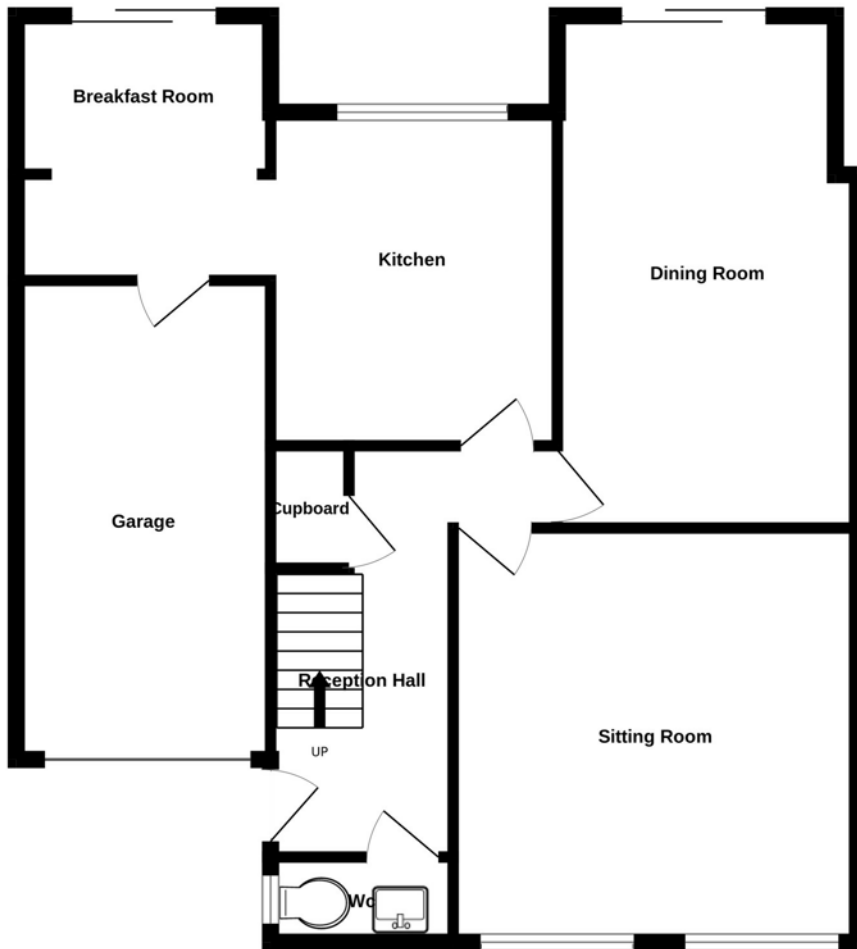 Breakfast Room
Kitchen
Dining Room
Cupboard
Garage
Reception Hall
Sitting Room
UP